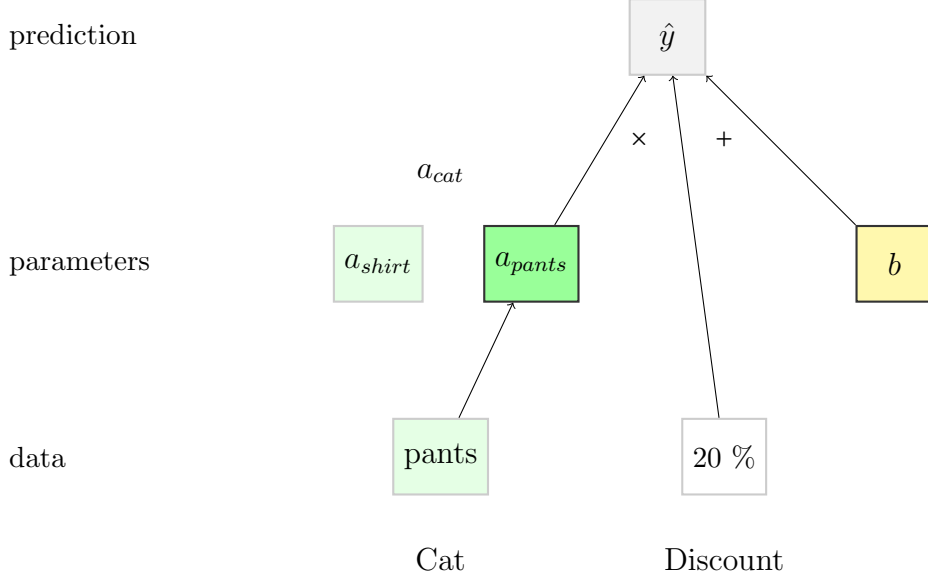 prediction
ŷ
× +
a_cat
parameters
a_shirt a_pants b
data
pants 20 %
Cat Discount